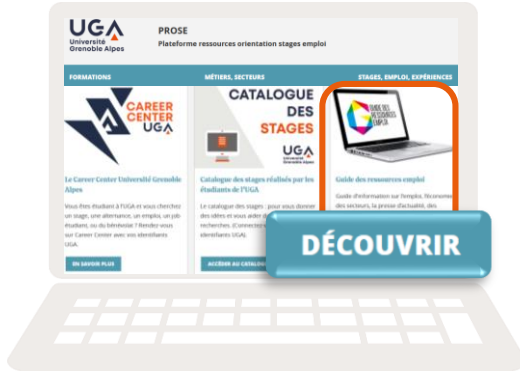 UGA
Université
Grenoble Alpes
PROSE
Plateforme ressources orientation stages emploi
FORMATIONS
MÉTIERS, SECTEURS
STAGES, EMPLOI, EXPÉRIENCES
CAREER
CENTER
UGA
Le Career Center Université Grenoble
Alpes
Vous êtes étudiant à l'UGA et vous cherchez
un stage, une alternance, un emploi, un job
étudiant, ou du bénévolat ? Rendez-vous
sur Career Center avec vos identifiants
UGA.
EN SAVOIR PLUS
CATALOGUE
DES
STAGES
UGA
Université
Grenoble Alpes
Catalogue des stages réalisés par les
étudiants de l'UGA
Le catalogue des stages : pour vous donner
des idées et vous aider
recherches. (Connectez
identifiants UGA).
ACCÉDER AU CATALOGUE
GUIDE DES
RESSOURCES
EMPLOI
Guide des ressources emploi
Guide d'information sur l'emploi, l'économie
des secteurs, la presse d'actualité, des
DÉCOUVRIR